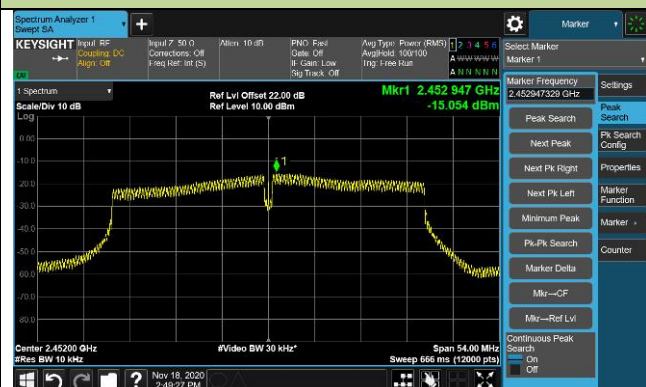 Spectrum Analyzer 1
Swept SA
+
Marker
KEYSIGHT
Input: RF
Coupling: DC
Align: Off
Input Z: 50 Ω
Corrections: Off
Freq Ref: Int (S)
Atten: 10 dB
PNO: Fast
Gate: Off
IF Gain: Low
Sig Track: Off
Avg Type: Power (RMS)
Avg|Hold: 100/100
Trig: Free Run
1 2 3 4 5 6
A W W W W W
A N N N N N
Select Marker
Marker 1
1 Spectrum
Scale/Div 10 dB
Log
Ref Lvl Offset 22.00 dB
Ref Level 10.00 dBm
Mkr1 2.452 947 GHz
-15.054 dBm
0.00
-10.0
-20.0
-30.0
-40.0
-50.0
-60.0
-70.0
-80.0
1
Center 2.45200 GHz
#Res BW 10 kHz
#Video BW 30 kHz*
Span 54.00 MHz
Sweep 666 ms (12000 pts)
Marker Frequency
2.452947329 GHz
Peak Search
Next Peak
Next Pk Right
Next Pk Left
Minimum Peak
Pk-Pk Search
Marker Delta
Mkr→CF
Mkr→Ref Lvl
Continuous Peak
Search
On
Off
Settings
Peak
Search
Pk Search
Config
Properties
Marker
Function
Marker→
Counter
?
Nov 18, 2020
2:49:27 PM